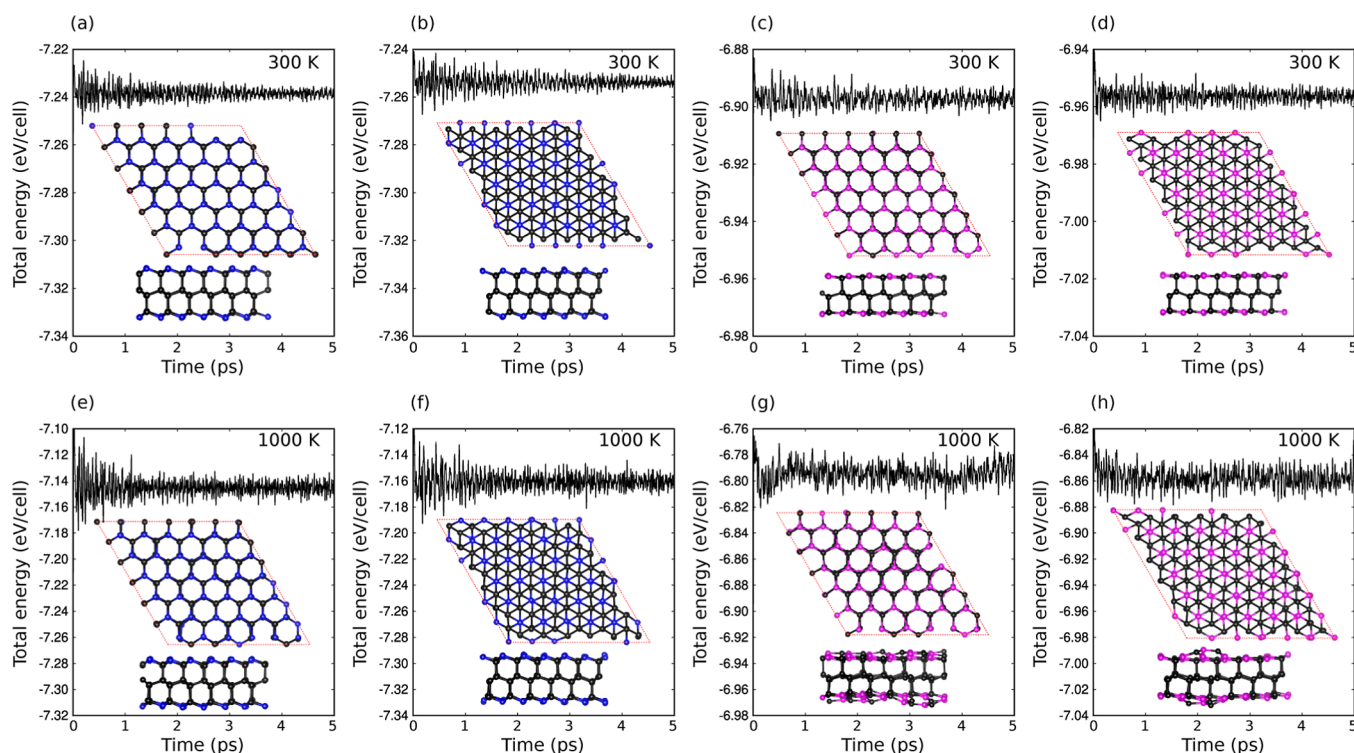 (a) (b) (c) (d)
-7.22 -7.24 -6.88 -6.94
300 K 300 K 300 K 300 K
-7.24 -7.26 -6.90 -6.96
-7.26 -7.28 -6.92 -6.98
-7.28 -7.30 -6.94 -7.00
-7.30 -7.32 -6.96 -7.02
-7.32 -7.34 -6.98 -7.04
-7.34 -7.36
Total energy (eV/cell) Total energy (eV/cell) Total energy (eV/cell) Total energy (eV/cell)
0 1 2 3 4 5 0 1 2 3 4 5 0 1 2 3 4 5 0 1 2 3 4 5
Time (ps) Time (ps) Time (ps) Time (ps)
(e) (f) (g) (h)
-7.10 -7.12 -6.76 -6.82
1000 K 1000 K 1000 K 1000 K
-7.12 -7.14 -6.78 -6.84
-7.14 -7.16 -6.80 -6.86
-7.16 -7.18 -6.82 -6.88
-7.18 -7.20 -6.84 -6.90
-7.20 -7.22 -6.86 -6.92
-7.22 -7.24 -6.88 -6.94
-7.24 -7.26 -6.90 -6.96
-7.26 -7.28 -6.92 -6.98
-7.28 -7.30 -6.94 -7.00
-7.30 -7.32 -6.96 -7.02
-7.32 -7.34 -6.98 -7.04
Total energy (eV/cell) Total energy (eV/cell) Total energy (eV/cell) Total energy (eV/cell)
0 1 2 3 4 5 0 1 2 3 4 5 0 1 2 3 4 5 0 1 2 3 4 5
Time (ps) Time (ps) Time (ps) Time (ps)